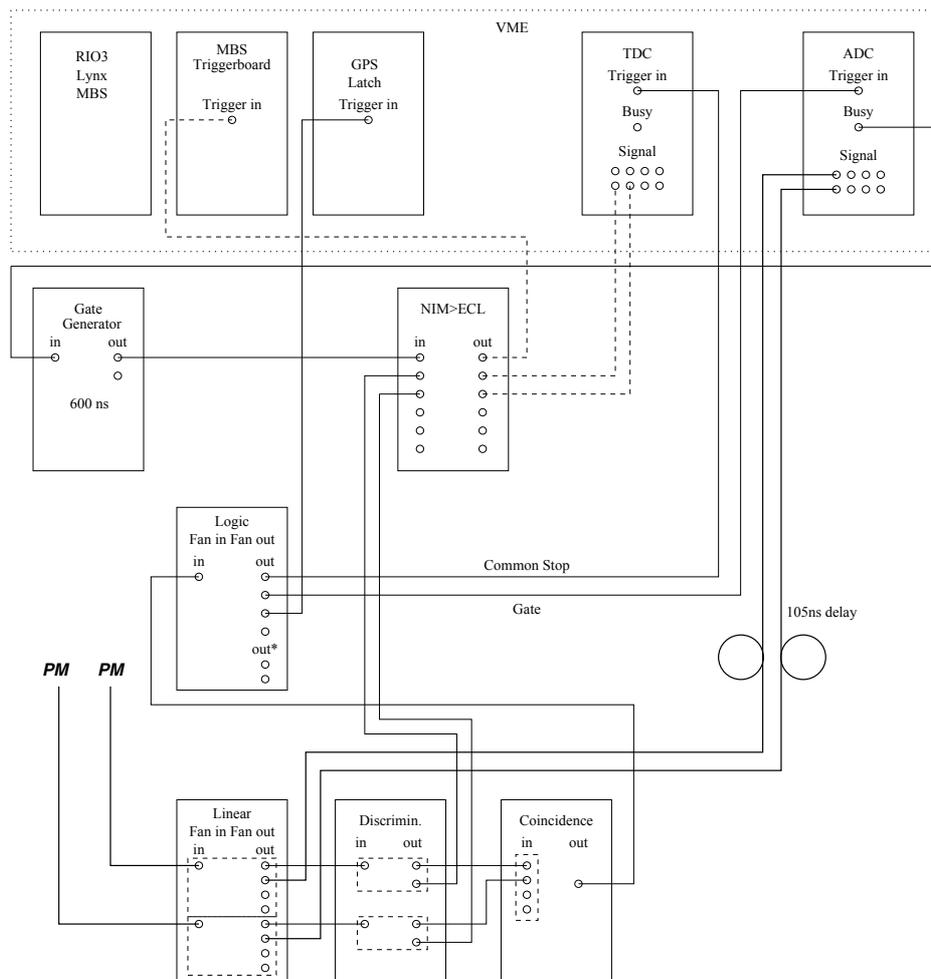 VME
RIO3
Lynx
MBS
MBS
Triggerboard
Trigger in
GPS
Latch
Trigger in
TDC
Trigger in
Busy
Signal
ADC
Trigger in
Busy
Signal
Gate
Generator
in out
600 ns
NIM>ECL
in out
Logic
Fan in Fan out
in out
out*
Common Stop
Gate
105ns delay
PM PM
Linear
Fan in Fan out
in out
Discrimin.
in out
Coincidence
in out